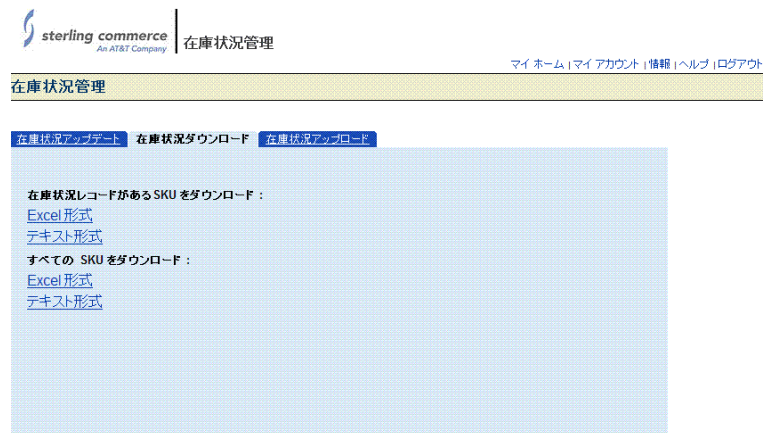 sterling commerce
An AT&T Company
在庫状況管理
マイ ホーム | マイ アカウント | 情報 | ヘルプ | ログアウト
在庫状況管理
在庫状況アップデート 在庫状況ダウンロード 在庫状況アップロード
在庫状況レコードがある SKU をダウンロード :
Excel 形式
テキスト形式
すべての SKU をダウンロード :
Excel 形式
テキスト形式